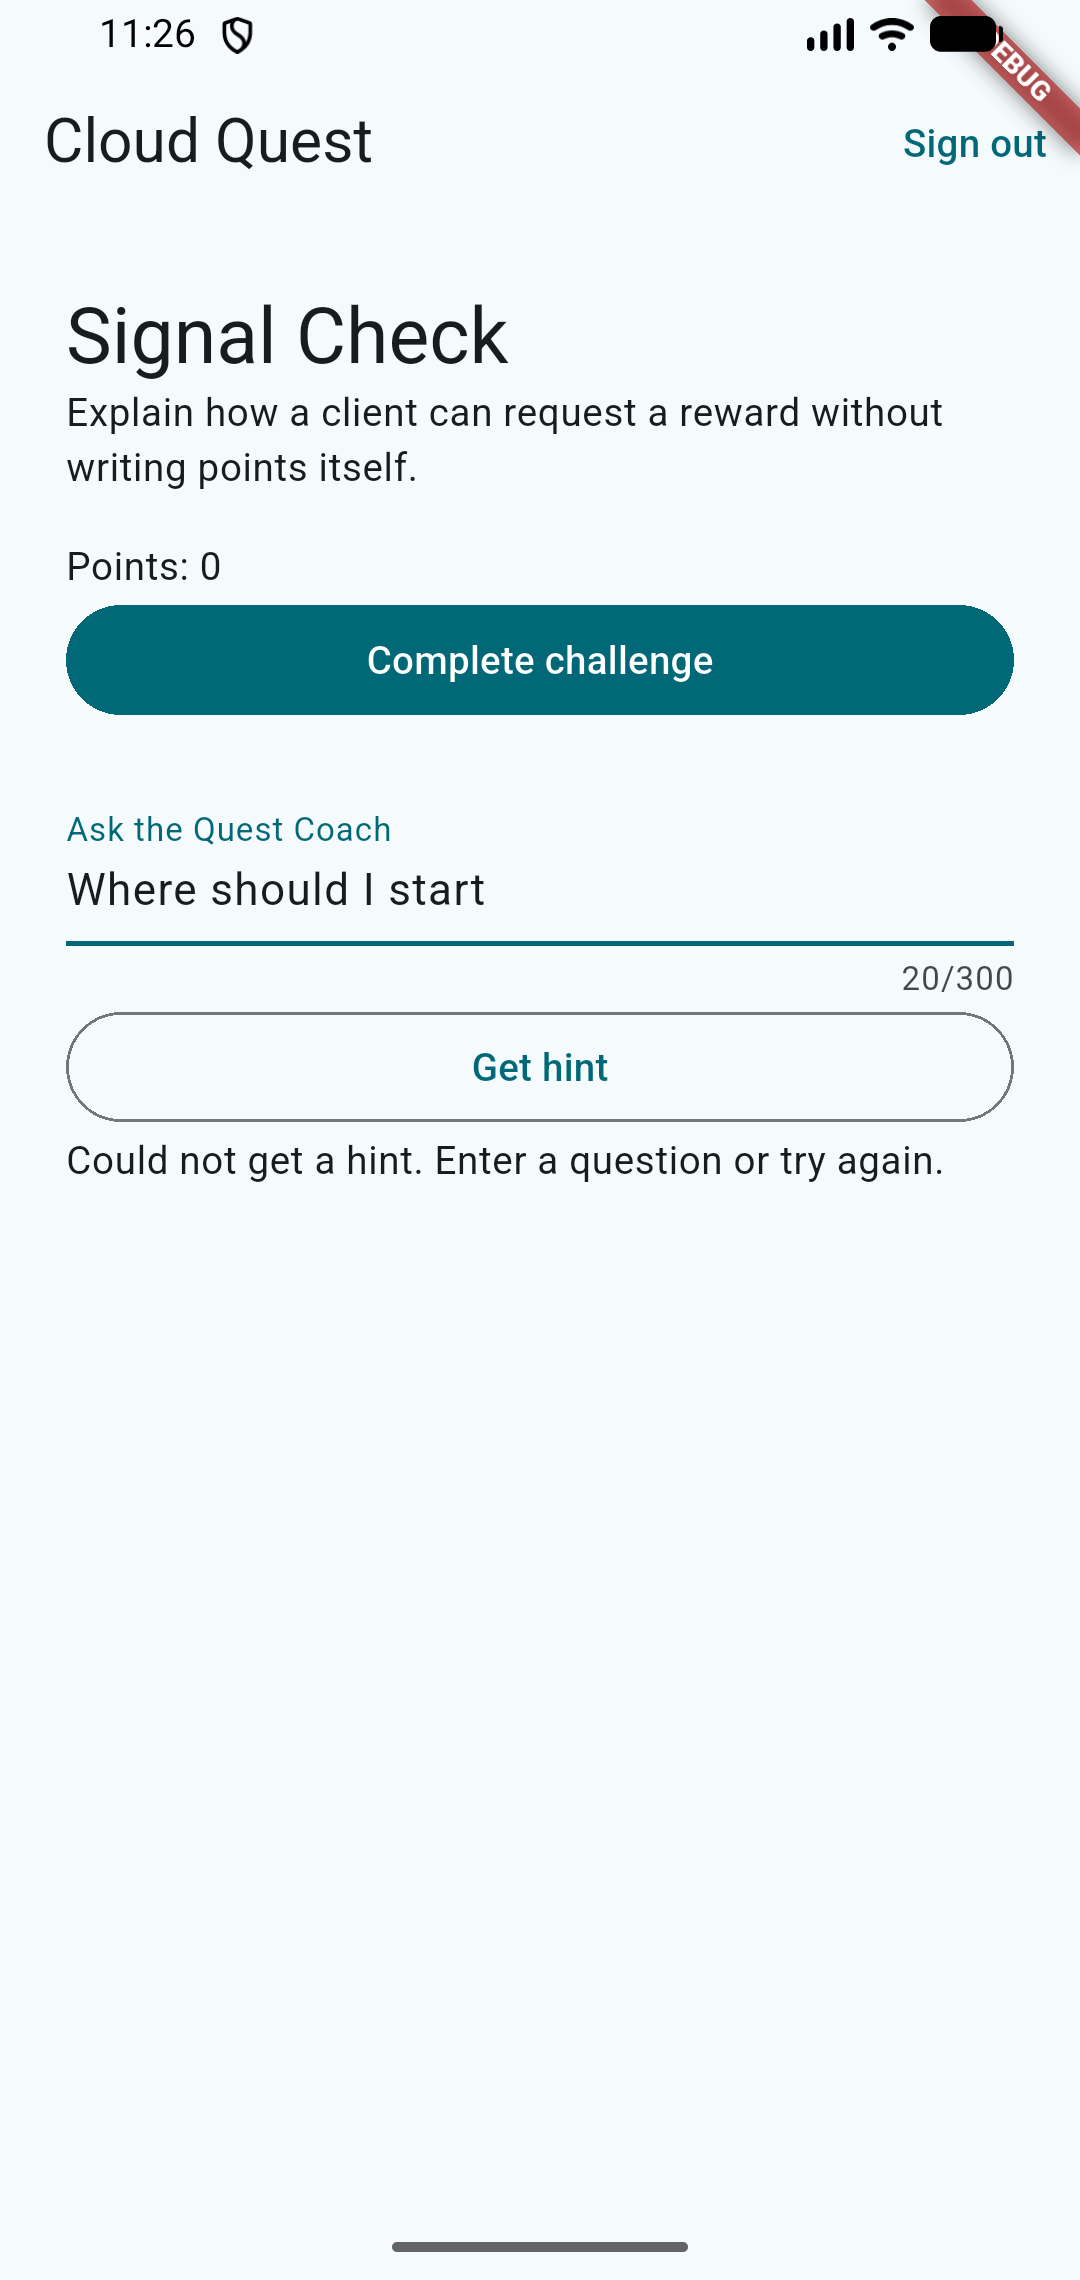 11:26
EBUG
Cloud Quest
Sign out
Signal Check
Explain how a client can request a reward without
writing points itself.
Points: 0
Complete challenge
Ask the Quest Coach
Where should I start
20/300
Get hint
Could not get a hint. Enter a question or try again.